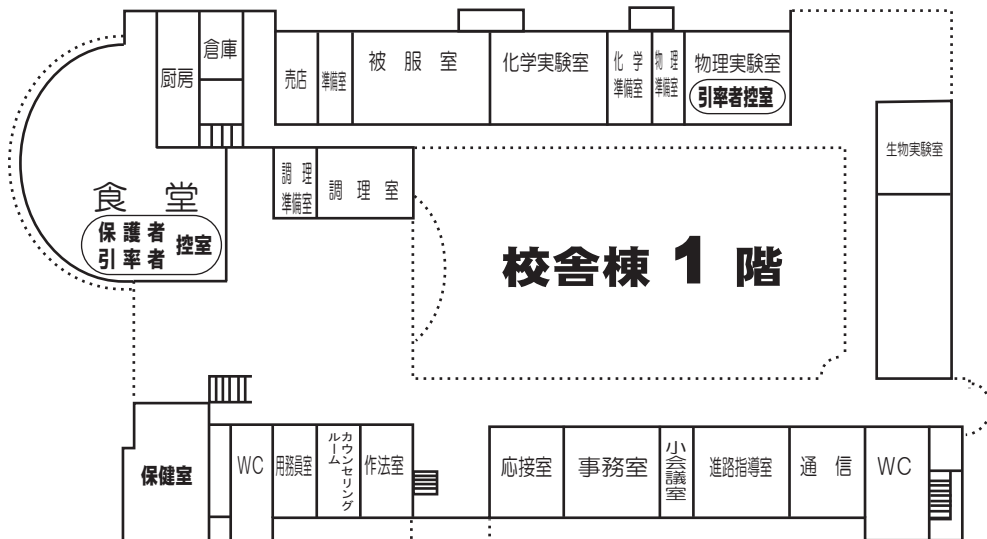 厨房
倉庫
売店
準備室
被服室
化学実験室
化学
準備室
物理
準備室
物理実験室
引率者控室
生物実験室
調理
準備室
調理室
食堂
保護者
引率者
控室
校舎棟 1 階
保健室
WC
用務員室
カウンセリング
ルーム
作法室
応接室
事務室
小会議室
進路指導室
通信
WC